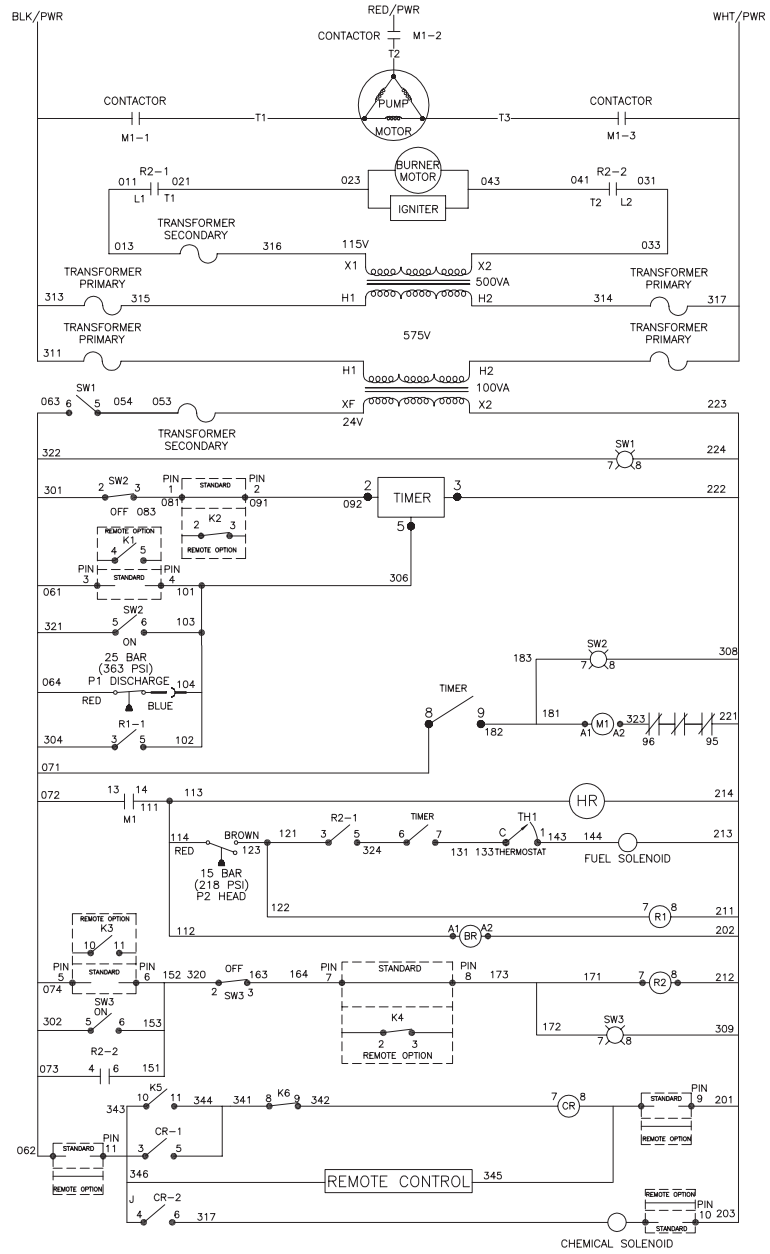 BLK/PWR
RED/PWR
WHT/PWR
CONTACTOR M1-2
T2
CONTACTOR
M1-1
T1
PUMP
MOTOR
T3
CONTACTOR
M1-3
R2-1
011 021
L1 T1
023
BURNER
MOTOR
IGNITER
043
R2-2
041 031
T2 L2
TRANSFORMER
SECONDARY
013 316
115V
X1 X2
500VA
033
TRANSFORMER
PRIMARY
313 315
H1 H2
TRANSFORMER
PRIMARY
314 317
TRANSFORMER
PRIMARY
575V
TRANSFORMER
PRIMARY
311
H1 H2
100VA
SW1
063 6 5 054 053
XF X2
24V
223
TRANSFORMER
SECONDARY
322
SW1
7 8
224
301
SW2
2 3
OFF 083
PIN
1
081
STANDARD
PIN
2
091
K2
2 3
REMOTE OPTION
092
2 TIMER 3
5
222
REMOTE OPTION
K1
4 5
PIN
3
STANDARD
PIN
4
061
101
306
321
SW2
5 6
ON
103
25 BAR
(363 PSI)
P1 DISCHARGE
064
RED
BLUE
104
SW2
7 8
183
308
TIMER
8 9
182
181
M1
A1 A2
323
96 95
221
R1-1
304 3 5 102
071
072
13 14
M1
111
113
HR
214
114
RED
BROWN
123
15 BAR
(218 PSI)
P2 HEAD
121
R2-1
3 5
324
TIMER
6 7
131 133
TH1
C 1
THERMOSTAT
143 144
FUEL SOLENOID
213
122
7 8
R1
211
112
A1 BR A2
202
REMOTE OPTION
K3
10 11
PIN
5
STANDARD
PIN
6
074
152 320
OFF
2 SW3 3
163 164
PIN
7
STANDARD
PIN
8
K4
2 3
REMOTE OPTION
173
171
7 R2 8
212
SW3
ON
302 5 6 153
172
SW3
7 8
309
R2-2
073 4 6 151
K5
343 10 11 344 341
K6
8 9 342
7 8
CR
STANDARD
PIN
9
201
REMOTE OPTION
062
STANDARD
PIN
11
REMOTE OPTION
CR-1
3 5
346
REMOTE CONTROL
345
J
CR-2
4 6 317
CHEMICAL SOLENOID
REMOTE OPTION
STANDARD
PIN
10
203